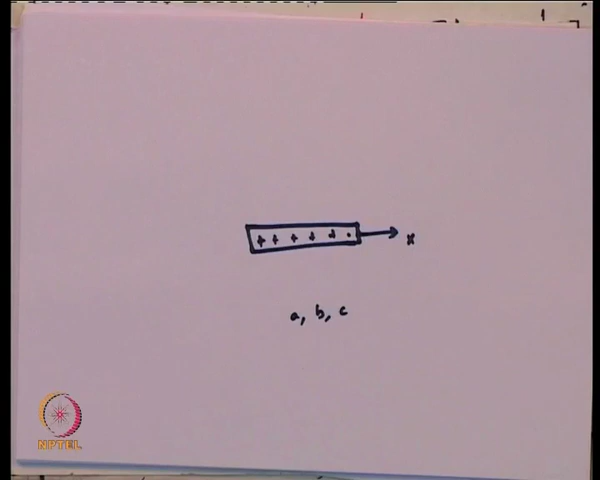 + + + + + . x
a, b, c
NPTEL